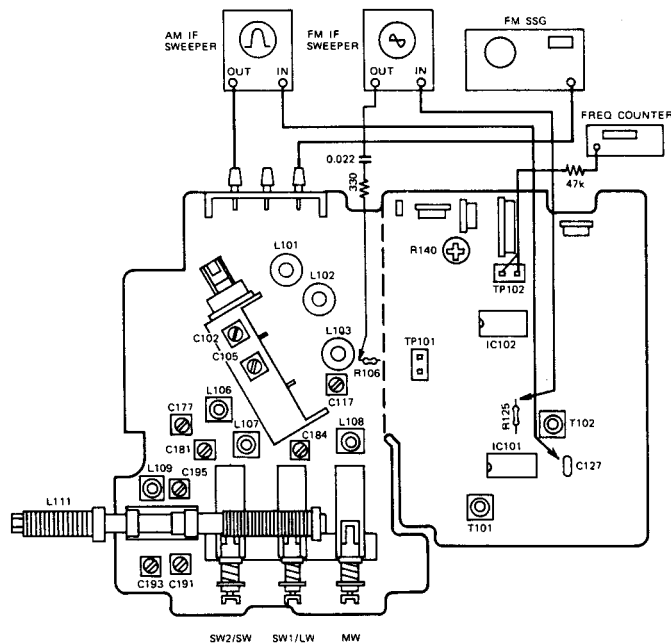 AM IF
SWEEPER
FM IF
SWEEPER
FM SSG
OUT IN
OUT IN
FREQ COUNTER
0.022
330
47k
L101
R140
L102
TP102
C102
L103
TP101
IC102
C105
R106
L106
C117
R125
C177
L107
C184
L108
T102
C181
IC101
C127
L109
C195
L111
T101
C193
C191
SW2/SW
SW1/LW
MW